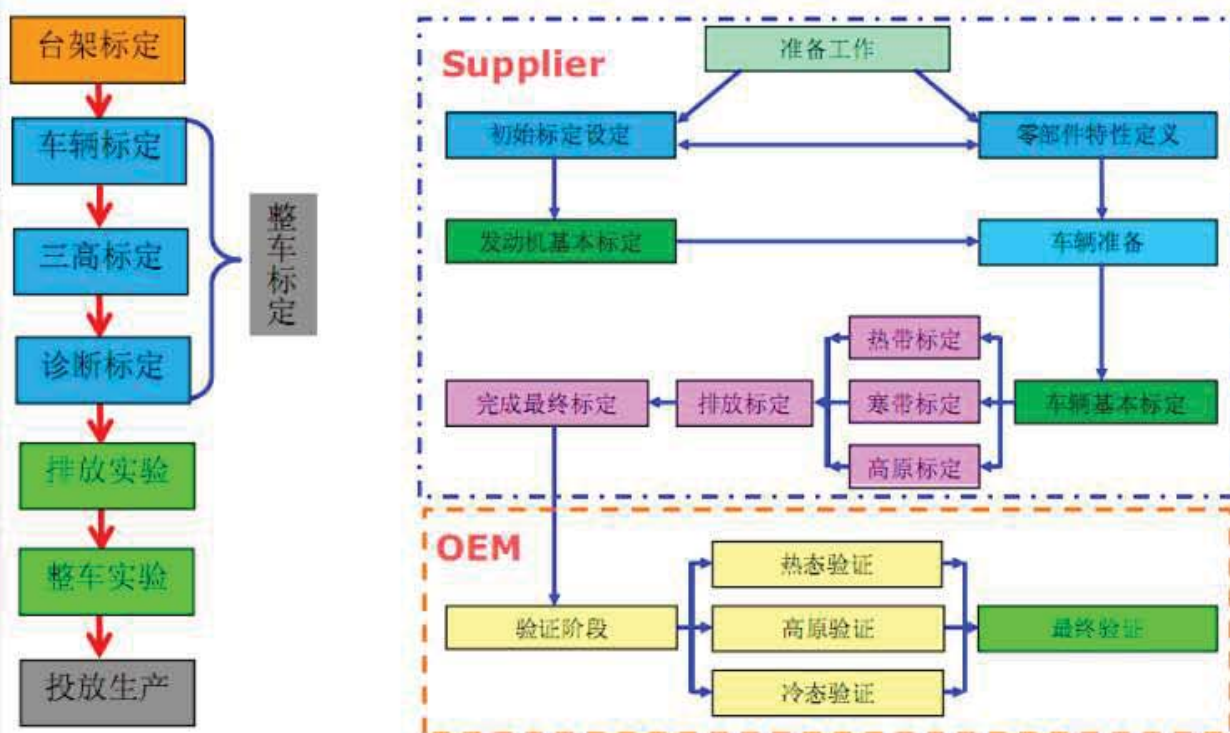 台架标定
车辆标定
三高标定
诊断标定
排放实验
整车实验
投放生产
整车标定
Supplier
准备工作
初始标定设定
零部件特性定义
发动机基本标定
车辆准备
热带标定
完成最终标定
排放标定
寒带标定
车辆基本标定
高原标定
OEM
热态验证
验证阶段
高原验证
最终验证
冷态验证